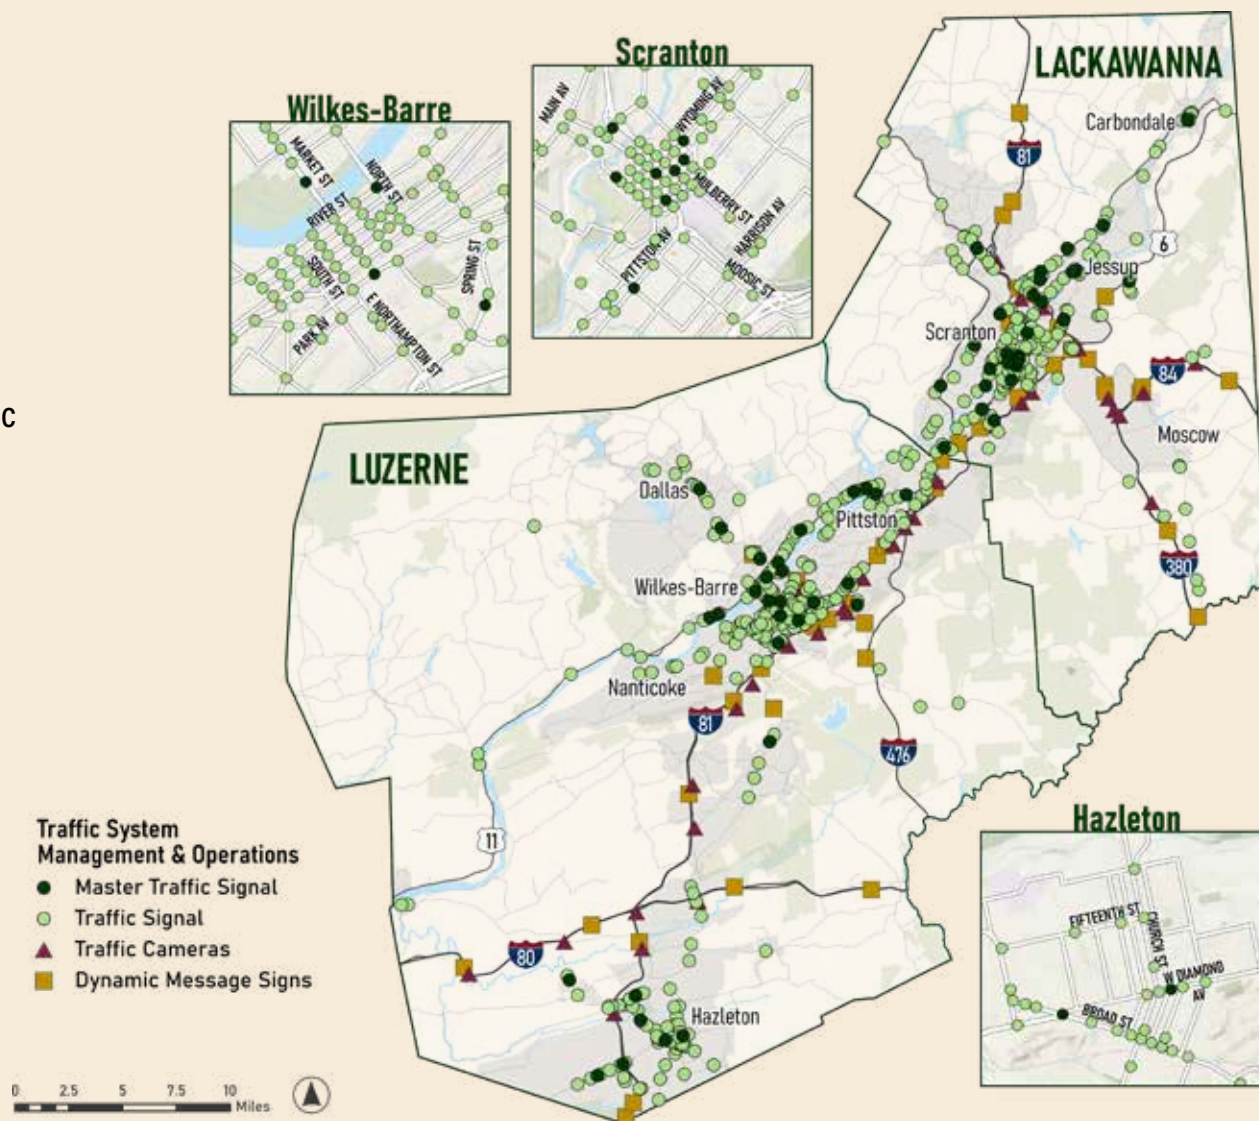 Scranton
MAIN AV
WYOMING AV
MULBERRY ST
HARRISON AV
PITTSTON AV
MOOSIC ST
Wilkes-Barre
MARKET ST
NORTH ST
RIVER ST
SOUTH ST
SPRING ST
PARK AV
E NORTHAMPTON ST
LACKAWANNA
Carbondale
81
6
Jessup
Scranton
84
Moscow
380
C
LUZERNE
Dallas
Pittston
Wilkes-Barre
Nanticoke
81
476
11
80
Hazleton
Hazleton
FIFTEENTH ST
CHURCH ST
W DIAMOND
AV
BROAD ST
Traffic System
Management & Operations
Master Traffic Signal
Traffic Signal
Traffic Cameras
Dynamic Message Signs
0 2.5 5 7.5 10
Miles